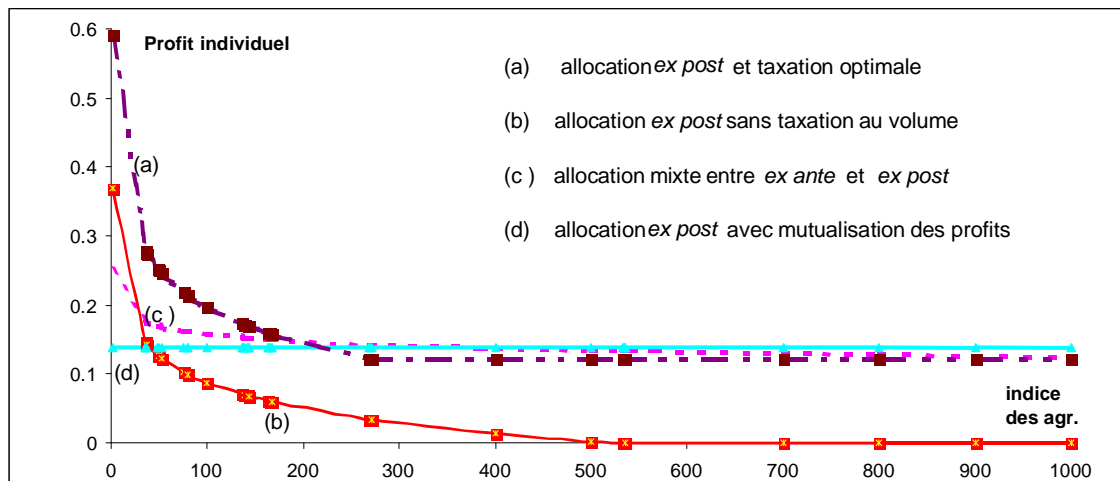 0.6
Profit individuel
(a) allocation ex post et taxation optimale
0.5
(b) allocation ex post sans taxation au volume
0.4
(a)
(c ) allocation mixte entre ex ante et ex post
0.3
(d) allocation ex post avec mutualisation des profits
0.2
(c )
0.1
(d)
(b)
indice
des agr.
0
0 100 200 300 400 500 600 700 800 900 1000